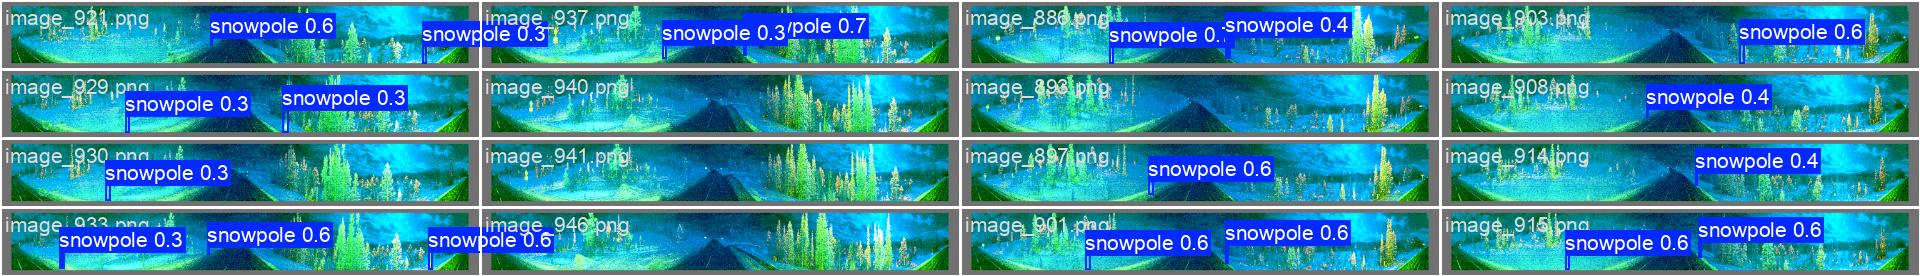 image_921.png
snowpole 0.6
snowpole 0.3
image_937.png
snowpole 0.3
pole 0.7
image_886.png
snowpole 0.
snowpole 0.4
image_903.png
snowpole 0.6
image_929.png
snowpole 0.3
snowpole 0.3
image_940.png
image_893.png
image_908.png
snowpole 0.4
image_930.png
snowpole 0.3
image_941.png
image_897.png
snowpole 0.6
image_914.png
snowpole 0.4
image_933.png
snowpole 0.3
snowpole 0.6
snowpole 0.6
image_946.png
image_901.png
snowpole 0.6
snowpole 0.6
image_915.png
snowpole 0.6
snowpole 0.6